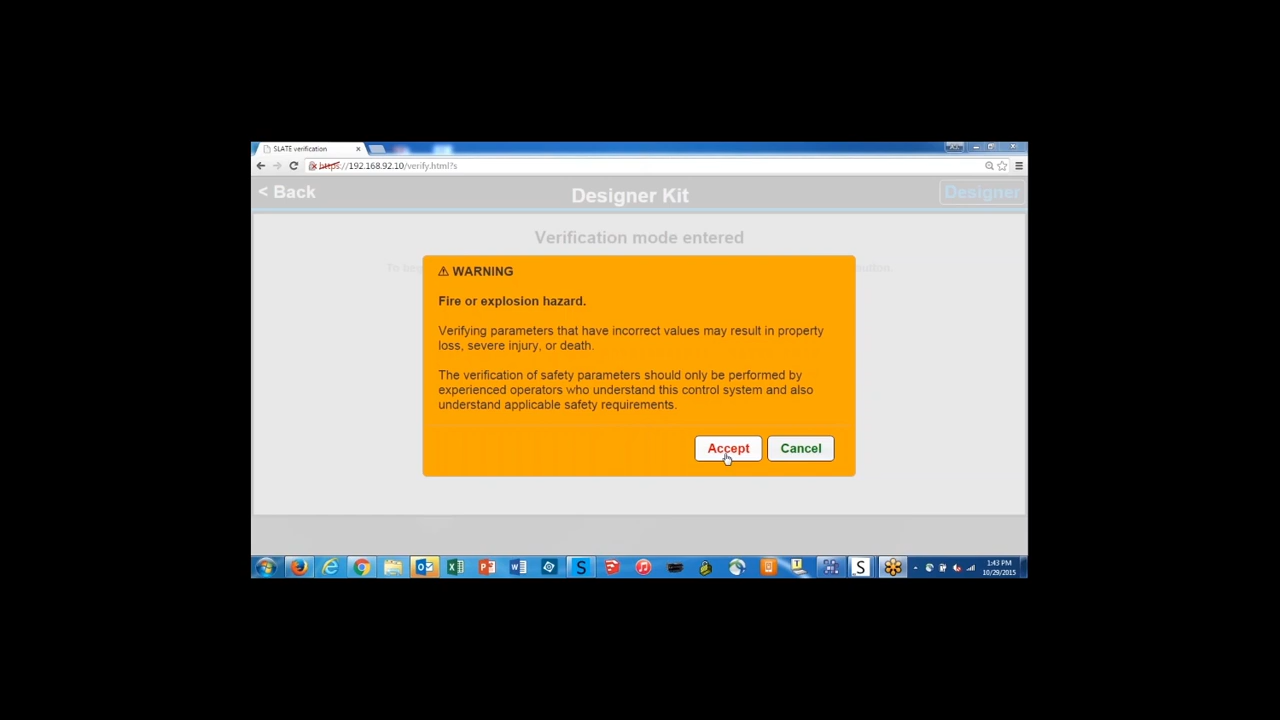 SLATE verification
https://192.168.92.10/verify.html?s
< Back
Designer Kit
Designer
Verification mode entered
To beg
button.
⚠ WARNING
Fire or explosion hazard.
Verifying parameters that have incorrect values may result in property
loss, severe injury, or death.
The verification of safety parameters should only be performed by
experienced operators who understand this control system and also
understand applicable safety requirements.
Accept
Cancel
1:43 PM
10/29/2015